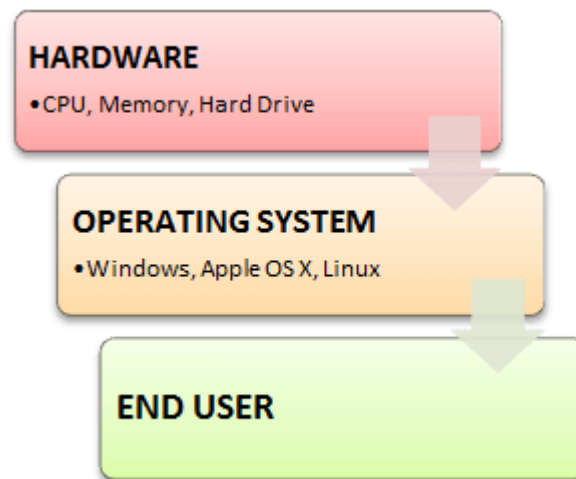 HARDWARE
•CPU, Memory, Hard Drive
OPERATING SYSTEM
•Windows, Apple OS X, Linux
END USER